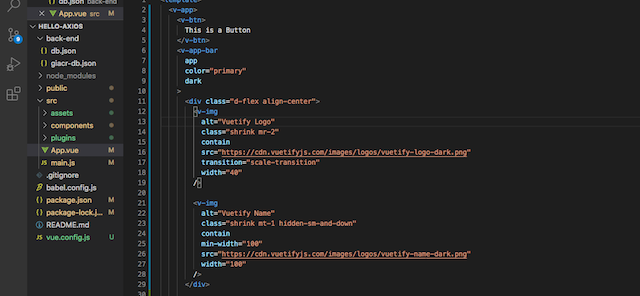 db.json back-end
App.vue src M
HELLO-AXIOS
back-end
db.json
glacr-db.json
node_modules
public
src
assets
components
plugins
App.vue M
main.js M
.gitignore
babel.config.js
package.json M
package-lock.j... M
README.md
vue.config.js U
9
1 <template>
2 <v-app>
3 <v-btn>
4 This is a Button
5 </v-btn>
6 <v-app-bar
7 app
8 color="primary"
9 dark
10 >
11 <div class="d-flex align-center">
12 <v-img
13 alt="Vuetify Logo"
14 class="shrink mr-2"
15 contain
16 src="https://cdn.vuetifyjs.com/images/logos/vuetify-logo-dark.png"
17 transition="scale-transition"
18 width="40"
19 />
20
21 <v-img
22 alt="Vuetify Name"
23 class="shrink mt-1 hidden-sm-and-down"
24 contain
25 min-width="100"
26 src="https://cdn.vuetifyjs.com/images/logos/vuetify-name-dark.png"
27 width="100"
28 />
29 </div>
30